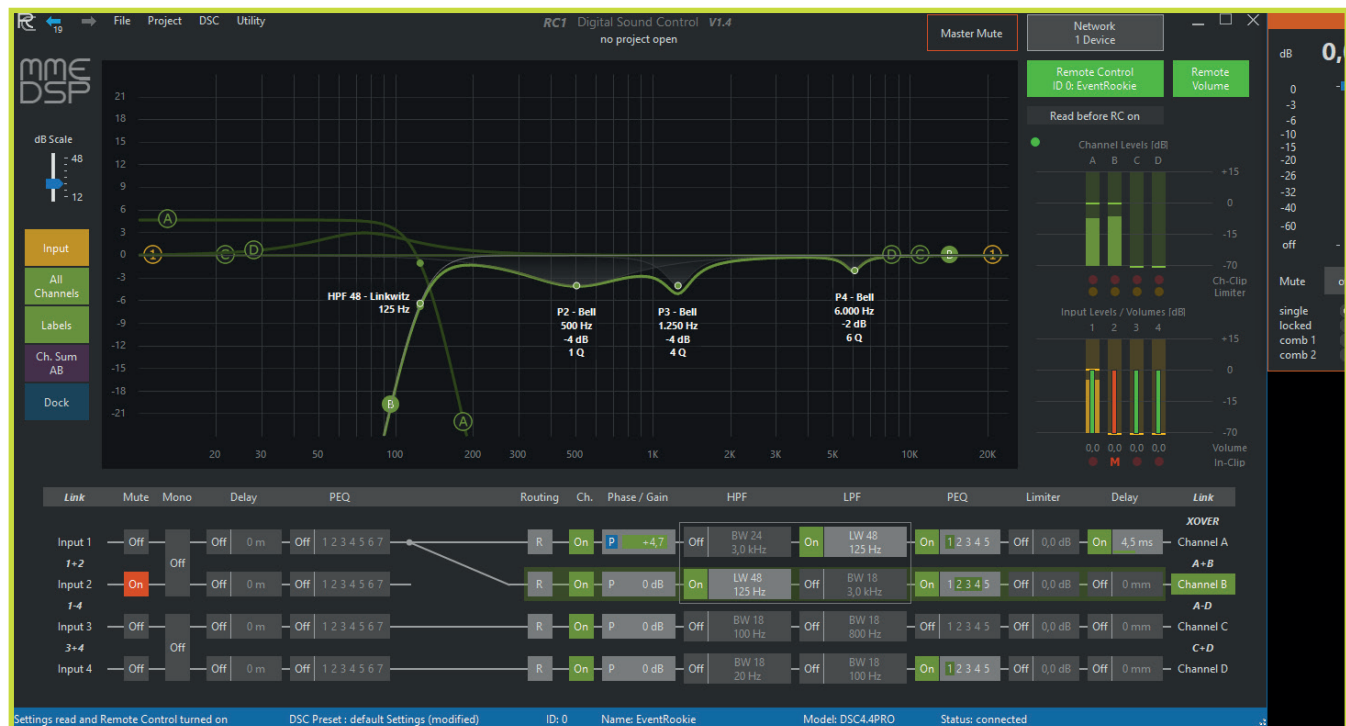 RC 19 File Project DSC Utility
RC1 Digital Sound Control V1.4
no project open
Master Mute
Network
1 Device
MME
DSP
Remote Control
ID 0: EventRookie
Remote
Volume
Read before RC on
dB Scale
48
12
Input
All
Channels
Labels
Ch. Sum
AB
Dock
21
18
15
12
9
6
3
0
-3
-6
-9
-12
-15
-18
-21
A
1 C D D C B 1
HPF 48 - Linkwitz
125 Hz
P2 - Bell
500 Hz
-4 dB
1 Q
P3 - Bell
1.250 Hz
-4 dB
4 Q
P4 - Bell
6.000 Hz
-2 dB
6 Q
B
A
20 30 50 100 200 300 500 1K 2K 3K 5K 10K 20K
Channel Levels [dB]
A B C D
+15
0
-15
-70
Ch-Clip
Limiter
Input Levels / Volumes [dB]
1 2 3 4
+15
0
-15
-70
0,0 0,0 0,0 0,0 Volume
M In-Clip
dB
0
-3
-6
-10
-15
-20
-26
-32
-40
-60
off
Mute
single
locked
comb 1
comb 2
Link Mute Mono Delay PEQ Routing Ch. Phase / Gain HPF LPF PEQ Limiter Delay Link
XOVER
Input 1 Off Off 0 m Off 1 2 3 4 5 6 7 R On P +4,7 Off BW 24 3,0 kHz On LW 48 125 Hz On 1 2 3 4 5 Off 0,0 dB On 4,5 ms Channel A
1+2 Off A+B
Input 2 On Off 0 m Off 1 2 3 4 5 6 7 R On P 0 dB On LW 48 125 Hz Off BW 18 3,0 kHz On 1 2 3 4 5 Off 0,0 dB Off 0 mm Channel B
1-4 A-D
Input 3 Off Off 0 m Off 1 2 3 4 5 6 7 R On P 0 dB Off BW 18 100 Hz Off BW 18 800 Hz Off 1 2 3 4 5 Off 0,0 dB Off 0 mm Channel C
3+4 Off C+D
Input 4 Off Off 0 m Off 1 2 3 4 5 6 7 R On P 0 dB Off BW 18 20 Hz Off BW 18 100 Hz On 1 2 3 4 5 Off 0,0 dB Off 0 mm Channel D
Settings read and Remote Control turned on DSC Preset : default Settings (modified) ID: 0 Name: EventRookie Model: DSC4.4PRO Status: connected